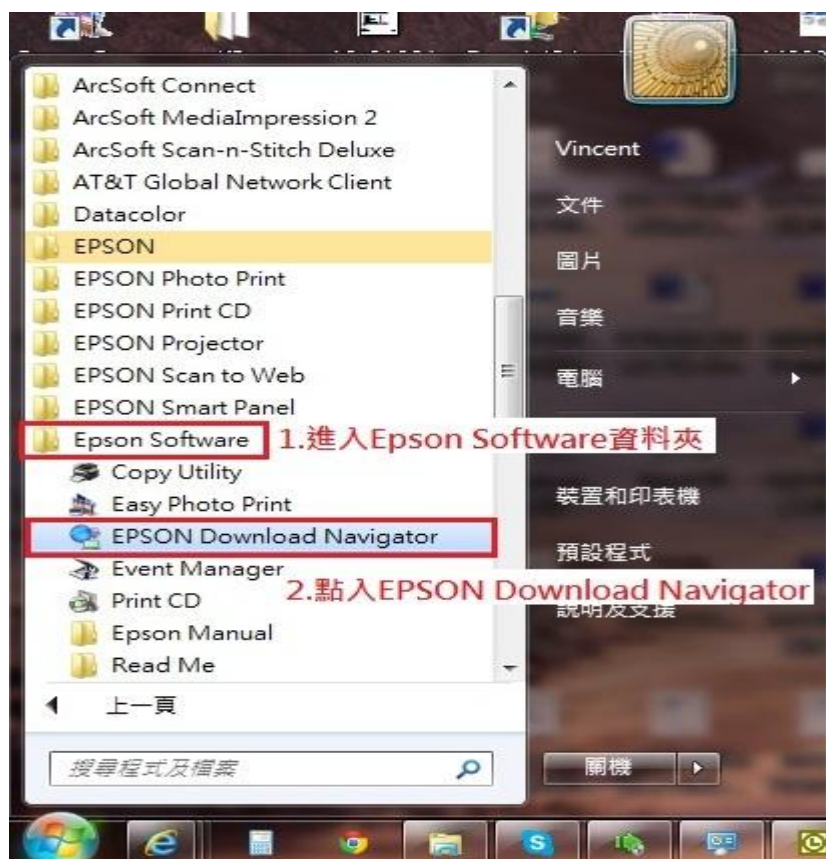 ArcSoft Connect
ArcSoft MediaImpression 2
ArcSoft Scan-n-Stitch Deluxe
AT&T Global Network Client
Datacolor
EPSON
EPSON Photo Print
EPSON Print CD
EPSON Projector
EPSON Scan to Web
EPSON Smart Panel
Epson Software
1.進入Epson Software資料夾
Copy Utility
Easy Photo Print
EPSON Download Navigator
Event Manager
2.點入EPSON Download Navigator
Print CD
Epson Manual
Read Me
上一頁
搜尋程式及檔案
Vincent
文件
圖片
音樂
電腦
裝置和印表機
預設程式
說明及支援
關機